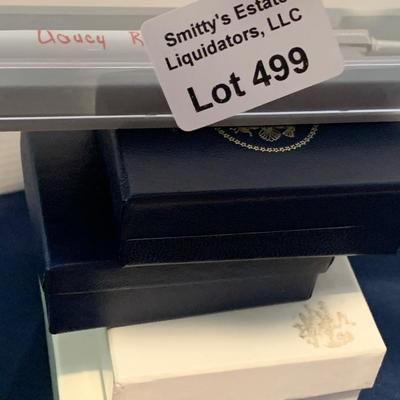 Smitty's Estate
Liquidators, LLC
Lot 499